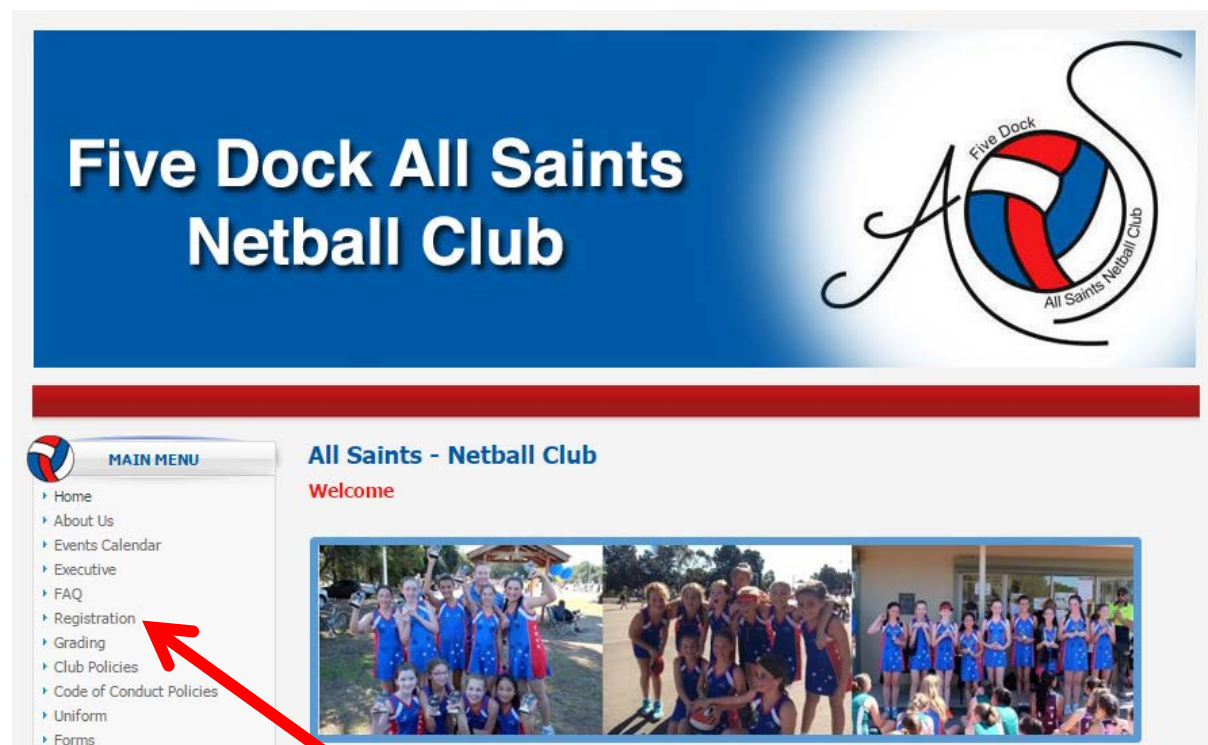 Five Dock All Saints
Netball Club
Five Dock
All Saints Netball Club
MAIN MENU
Home
About Us
Events Calendar
Executive
FAQ
Registration
Grading
Club Policies
Code of Conduct Policies
Uniform
Forms
All Saints - Netball Club
Welcome